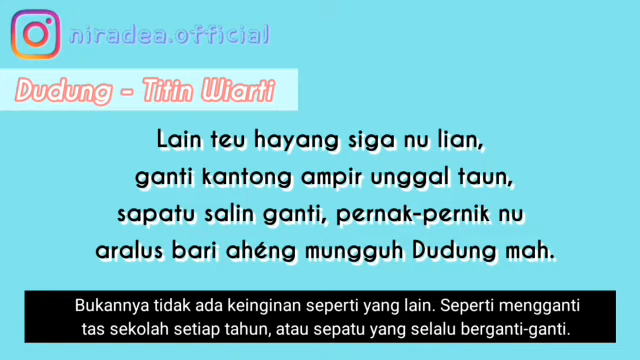 niradea.official
Dudung - Titin Wiarti
Lain teu hayang siga nu lian,
ganti kantong ampir unggal taun,
sapatu salin ganti, pernak-pernik nu
aralus bari ahéng mungguh Dudung mah.
Bukannya tidak ada keinginan seperti yang lain. Seperti mengganti
tas sekolah setiap tahun, atau sepatu yang selalu berganti-ganti.